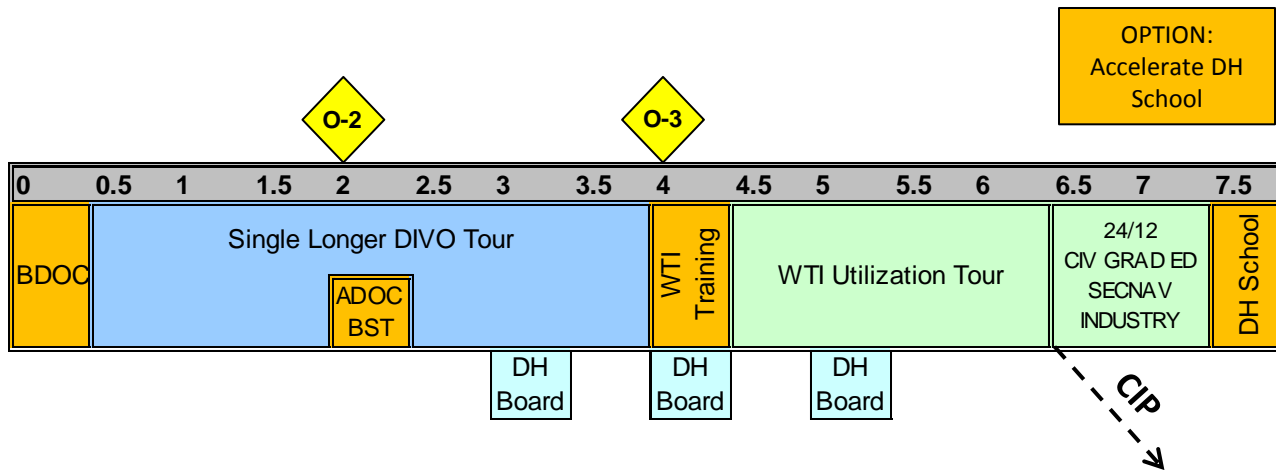 OPTION:
Accelerate DH
School
O-2
O-3
0 0.5 1 1.5 2 2.5 3 3.5 4 4.5 5 5.5 6 6.5 7 7.5
BDOC
Single Longer DIVO Tour
ADOC
BST
WTI
Training
WTI Utilization Tour
24/12
CIV GRAD ED
SECNAV
INDUSTRY
DH School
DH
Board
DH
Board
DH
Board
CIP